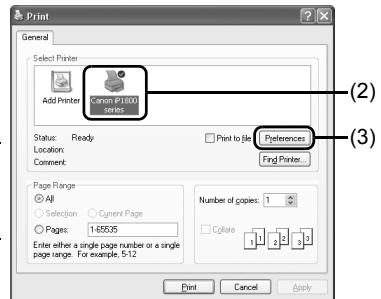 Print
General
Select Printer
Add Printer
Canon iP1800
series
(2)
Status: Ready
Location:
Comment:
Print to file
Preferences
(3)
Find Printer...
Page Range
All
Selection
Current Page
Pages: 1-65535
Enter either a single page number or a single
page range. For example, 5-12
Number of copies: 1
Collate
1 1 2 2 3 3
Print
Cancel
Apply